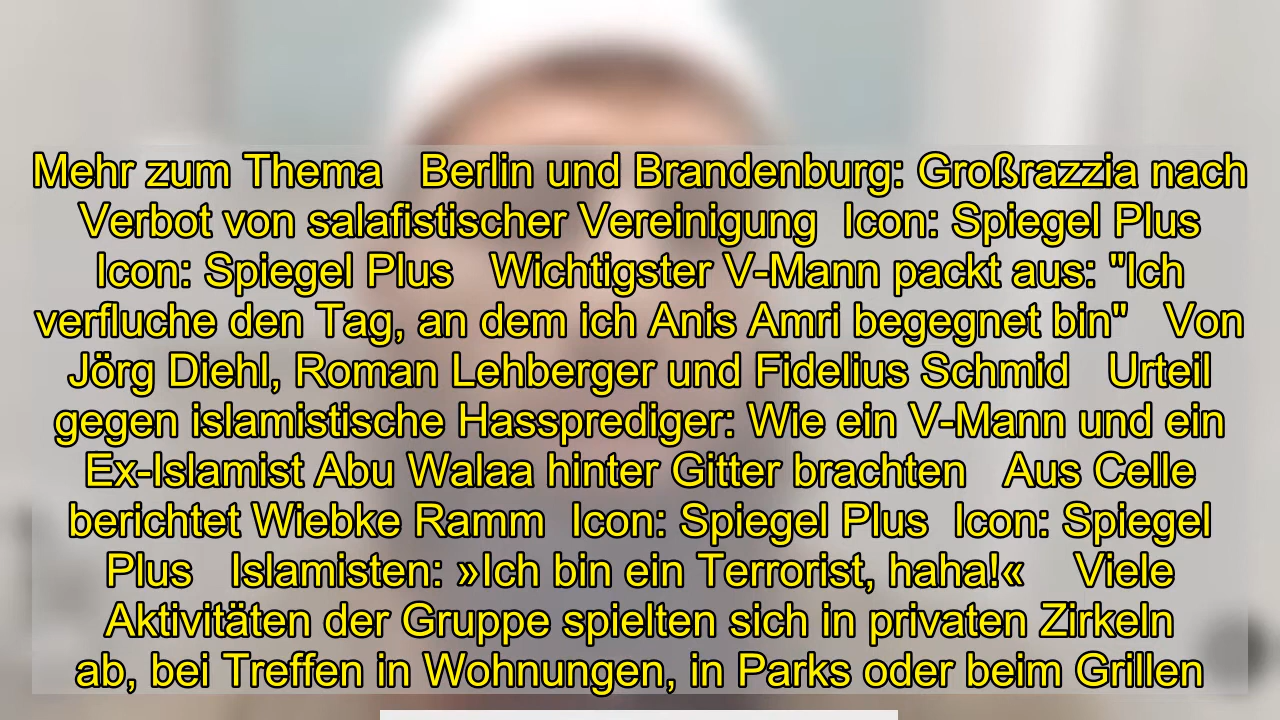 Mehr zum Thema   Berlin und Brandenburg: Großrazzia nach
Verbot von salafistischer Vereinigung  Icon: Spiegel Plus
Icon: Spiegel Plus   Wichtigster V-Mann packt aus: "Ich
verfluche den Tag, an dem ich Anis Amri begegnet bin"   Von
Jörg Diehl, Roman Lehberger und Fidelius Schmid   Urteil
gegen islamistische Hassprediger: Wie ein V-Mann und ein
Ex-Islamist Abu Walaa hinter Gitter brachten   Aus Celle
berichtet Wiebke Ramm  Icon: Spiegel Plus  Icon: Spiegel
Plus   Islamisten: »Ich bin ein Terrorist, haha!«    Viele
Aktivitäten der Gruppe spielten sich in privaten Zirkeln
ab, bei Treffen in Wohnungen, in Parks oder beim Grillen